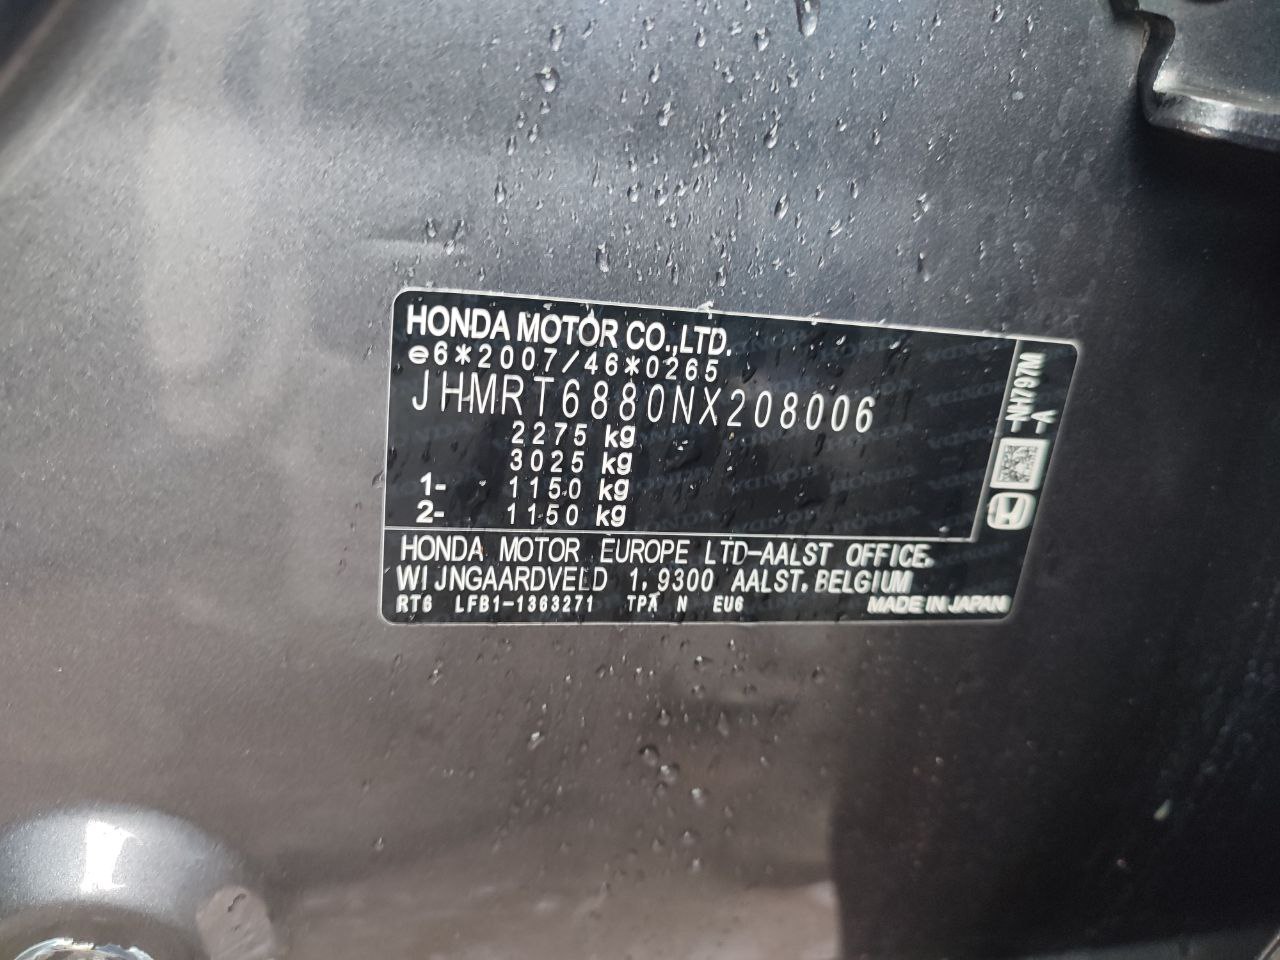 HONDA MOTOR CO.,LTD.
e6*2007/46*0265
JHMRT6880NX208006
2275 kg
3025 kg
1- 1150 kg
2- 1150 kg
NH797M
-A
HONDA MOTOR EUROPE LTD-AALST OFFICE.
WIJNGAARDVELD 1, 9300 AALST, BELGIUM
RT6 LFB1-1363271 TPA N EU6 MADE IN JAPAN